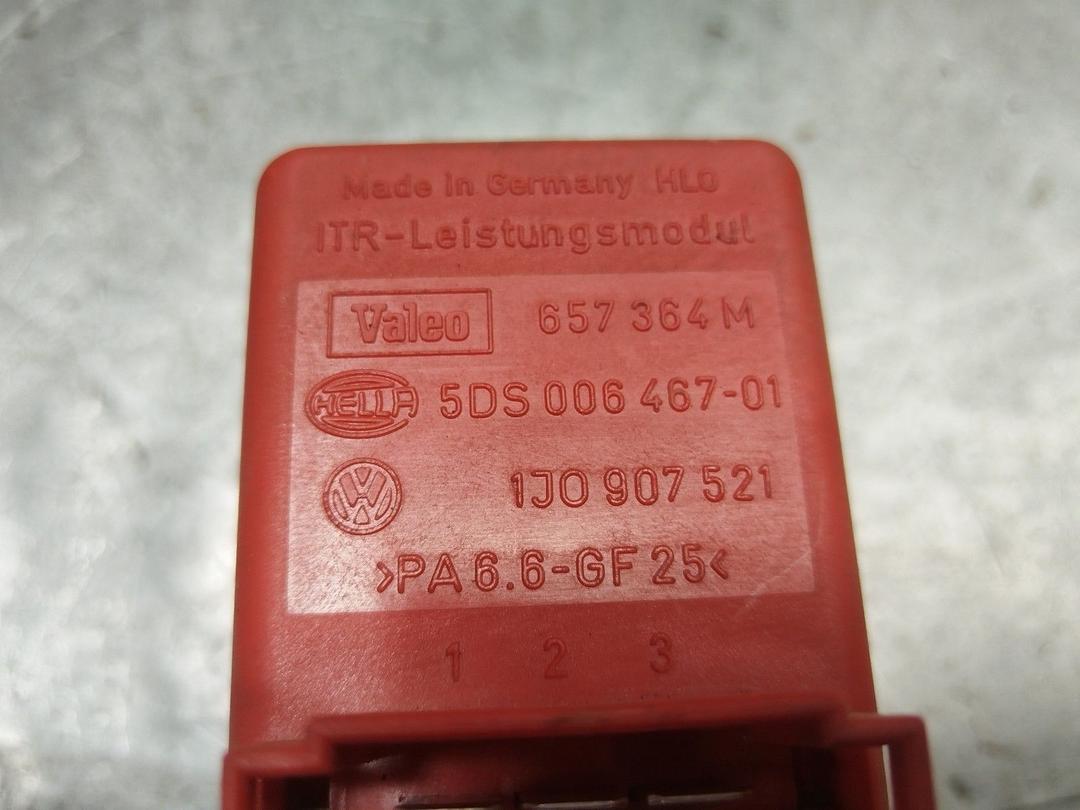 Made in Germany HLO
ITR-Leistungsmodul
Valeo 657 364 M
HELLA 5DS 006 467-01
VW 1J0 907 521
>PA 6.6-GF 25<
1 2 3